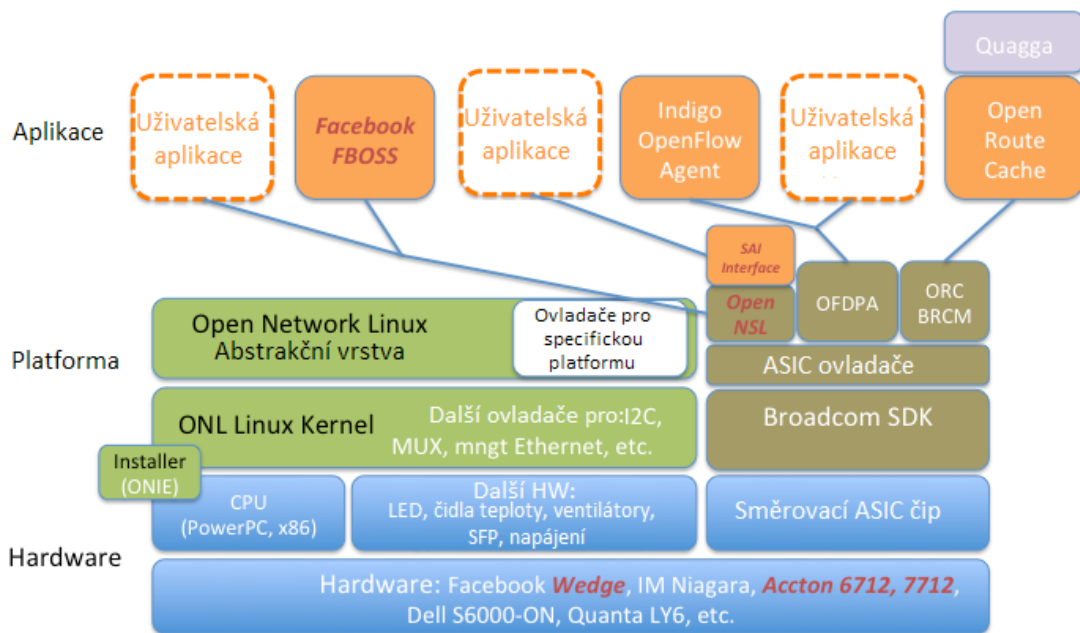 Quagga
Aplikace
Uživatelská
aplikace
Facebook
FBOSS
Uživatelská
aplikace
Indigo
OpenFlow
Agent
Uživatelská
aplikace
Open
Route
Cache
SAI
Interface
Open
NSL
OFDPA
ORC
BRCM
Platforma
Open Network Linux
Abstrakční vrstva
Ovladače pro
specifickou
platformu
ASIC ovladače
ONL Linux Kernel
Další ovladače pro:I2C,
MUX, mngt Ethernet, etc.
Broadcom SDK
Installer
(ONIE)
Hardware
CPU
(PowerPC, x86)
Další HW:
LED, čidla teploty, ventilátory,
SFP, napájení
Směrovací ASIC čip
Hardware: Facebook Wedge, IM Niagara, Accton 6712, 7712,
Dell S6000-ON, Quanta LY6, etc.